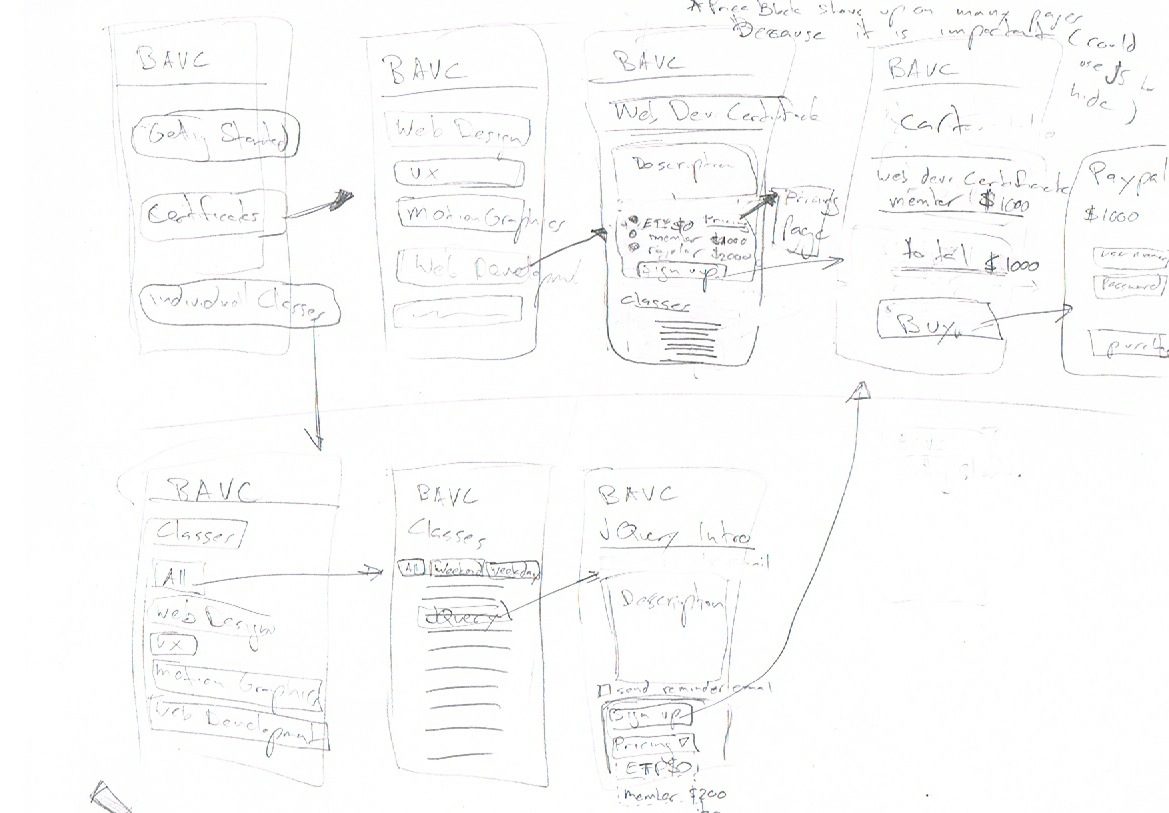 * Price Block shows up on many pages
Because it is important (could
use JS to
hide)
BAVC
Getting Started
Certificates
Individual Classes
BAVC
Web Design
UX
Motion Graphics
Web Development
BAVC
Web Dev Certificate
Description
Pricing
ETP $0
member $1000
regular $2000
Sign up
Classes
Pricing
Page
BAVC
Cart
Web dev Certificate
member $1000
total $1000
Buy
Paypal
$1000
username
Password
BAVC
Classes
All
Web Design
UX
Motion Graphics
Web Development
BAVC
Classes
All Weekend Weekday
JQuery
BAVC
JQuery Intro
Description
send reminder email
Sign up
Pricing
ETP $0
member $200